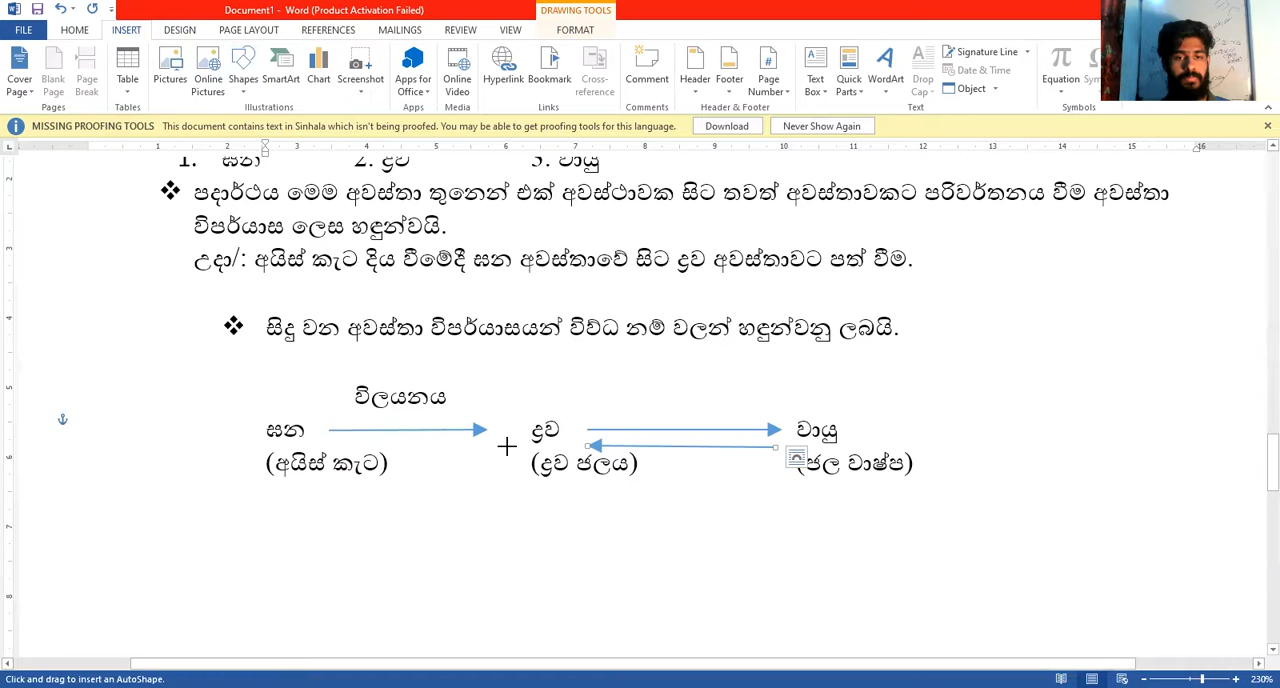 Document1 - Word (Product Activation Failed)
DRAWING TOOLS
FILE HOME INSERT DESIGN PAGE LAYOUT REFERENCES MAILINGS REVIEW VIEW FORMAT
Cover Page Blank Page Page Break Table Pictures Online Pictures Shapes SmartArt Chart Screenshot Apps for Office Online Video Hyperlink Bookmark Cross-reference Comment Header Footer Page Number Text Box Quick Parts WordArt Drop Cap Signature Line Date & Time Object Equation
Pages Tables Illustrations Apps Media Links Comments Header & Footer Text Symbols
MISSING PROOFING TOOLS This document contains text in Sinhala which isn't being proofed. You may be able to get proofing tools for this language. Download Never Show Again
1. ඝන 2. ද්‍රව 3. වායු
❖ පදාර්ථය මෙම අවස්තා තුනෙන් එක් අවස්ථාවක සිට තවත් අවස්තාවකට පරිවර්තනය වීම අවස්තා
විපර්යාස ලෙස හඳුන්වයි.
උදා/: අයිස් කැට දිය වීමේදී ඝන අවස්තාවේ සිට ද්‍රව අවස්තාවට පත් වීම.
❖ සිදු වන අවස්තා විපර්යාසයන් විව්ධ නම් වලන් හඳුන්වනු ලබයි.
විලයනය
ඝන ද්‍රව වායු
(අයිස් කැට) (ද්‍රව ජලය) (ජල වාෂ්ප)
Click and drag to insert an AutoShape.
230%